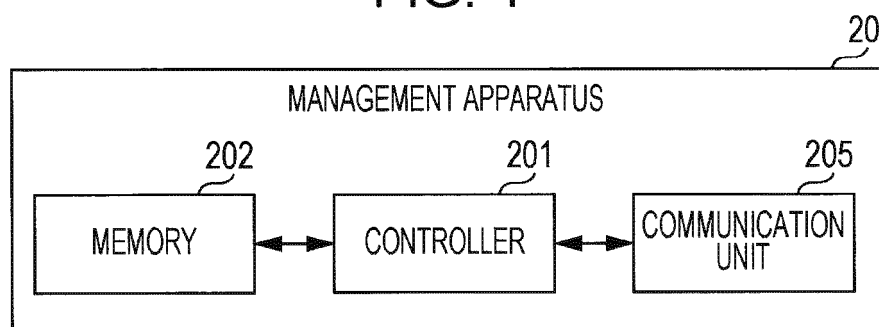 20
MANAGEMENT APPARATUS
202
201
205
MEMORY
CONTROLLER
COMMUNICATION
UNIT